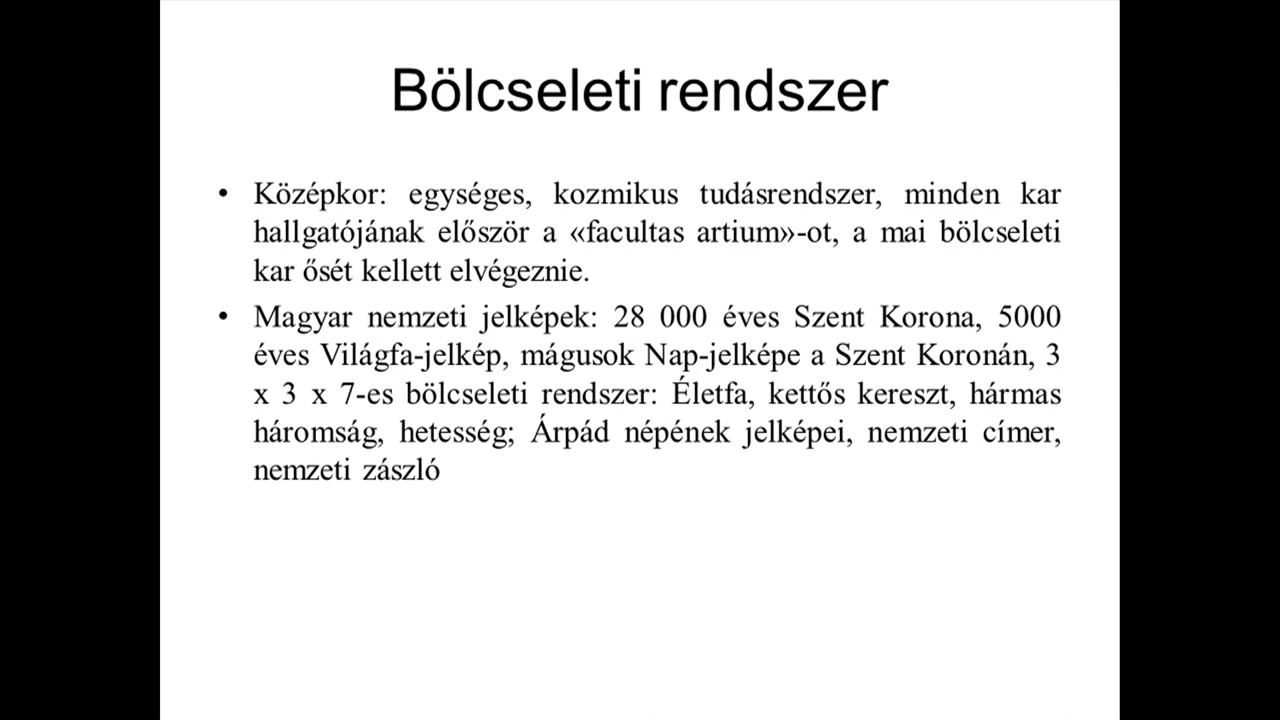 Bölcseleti rendszer
• Középkor: egységes, kozmikus tudásrendszer, minden kar
hallgatójának először a «facultas artium»-ot, a mai bölcseleti
kar ősét kellett elvégeznie.
• Magyar nemzeti jelképek: 28 000 éves Szent Korona, 5000
éves Világfa-jelkép, mágusok Nap-jelképe a Szent Koronán, 3
x 3 x 7-es bölcseleti rendszer: Életfa, kettős kereszt, hármas
háromság, hetesség; Árpád népének jelképei, nemzeti címer,
nemzeti zászló